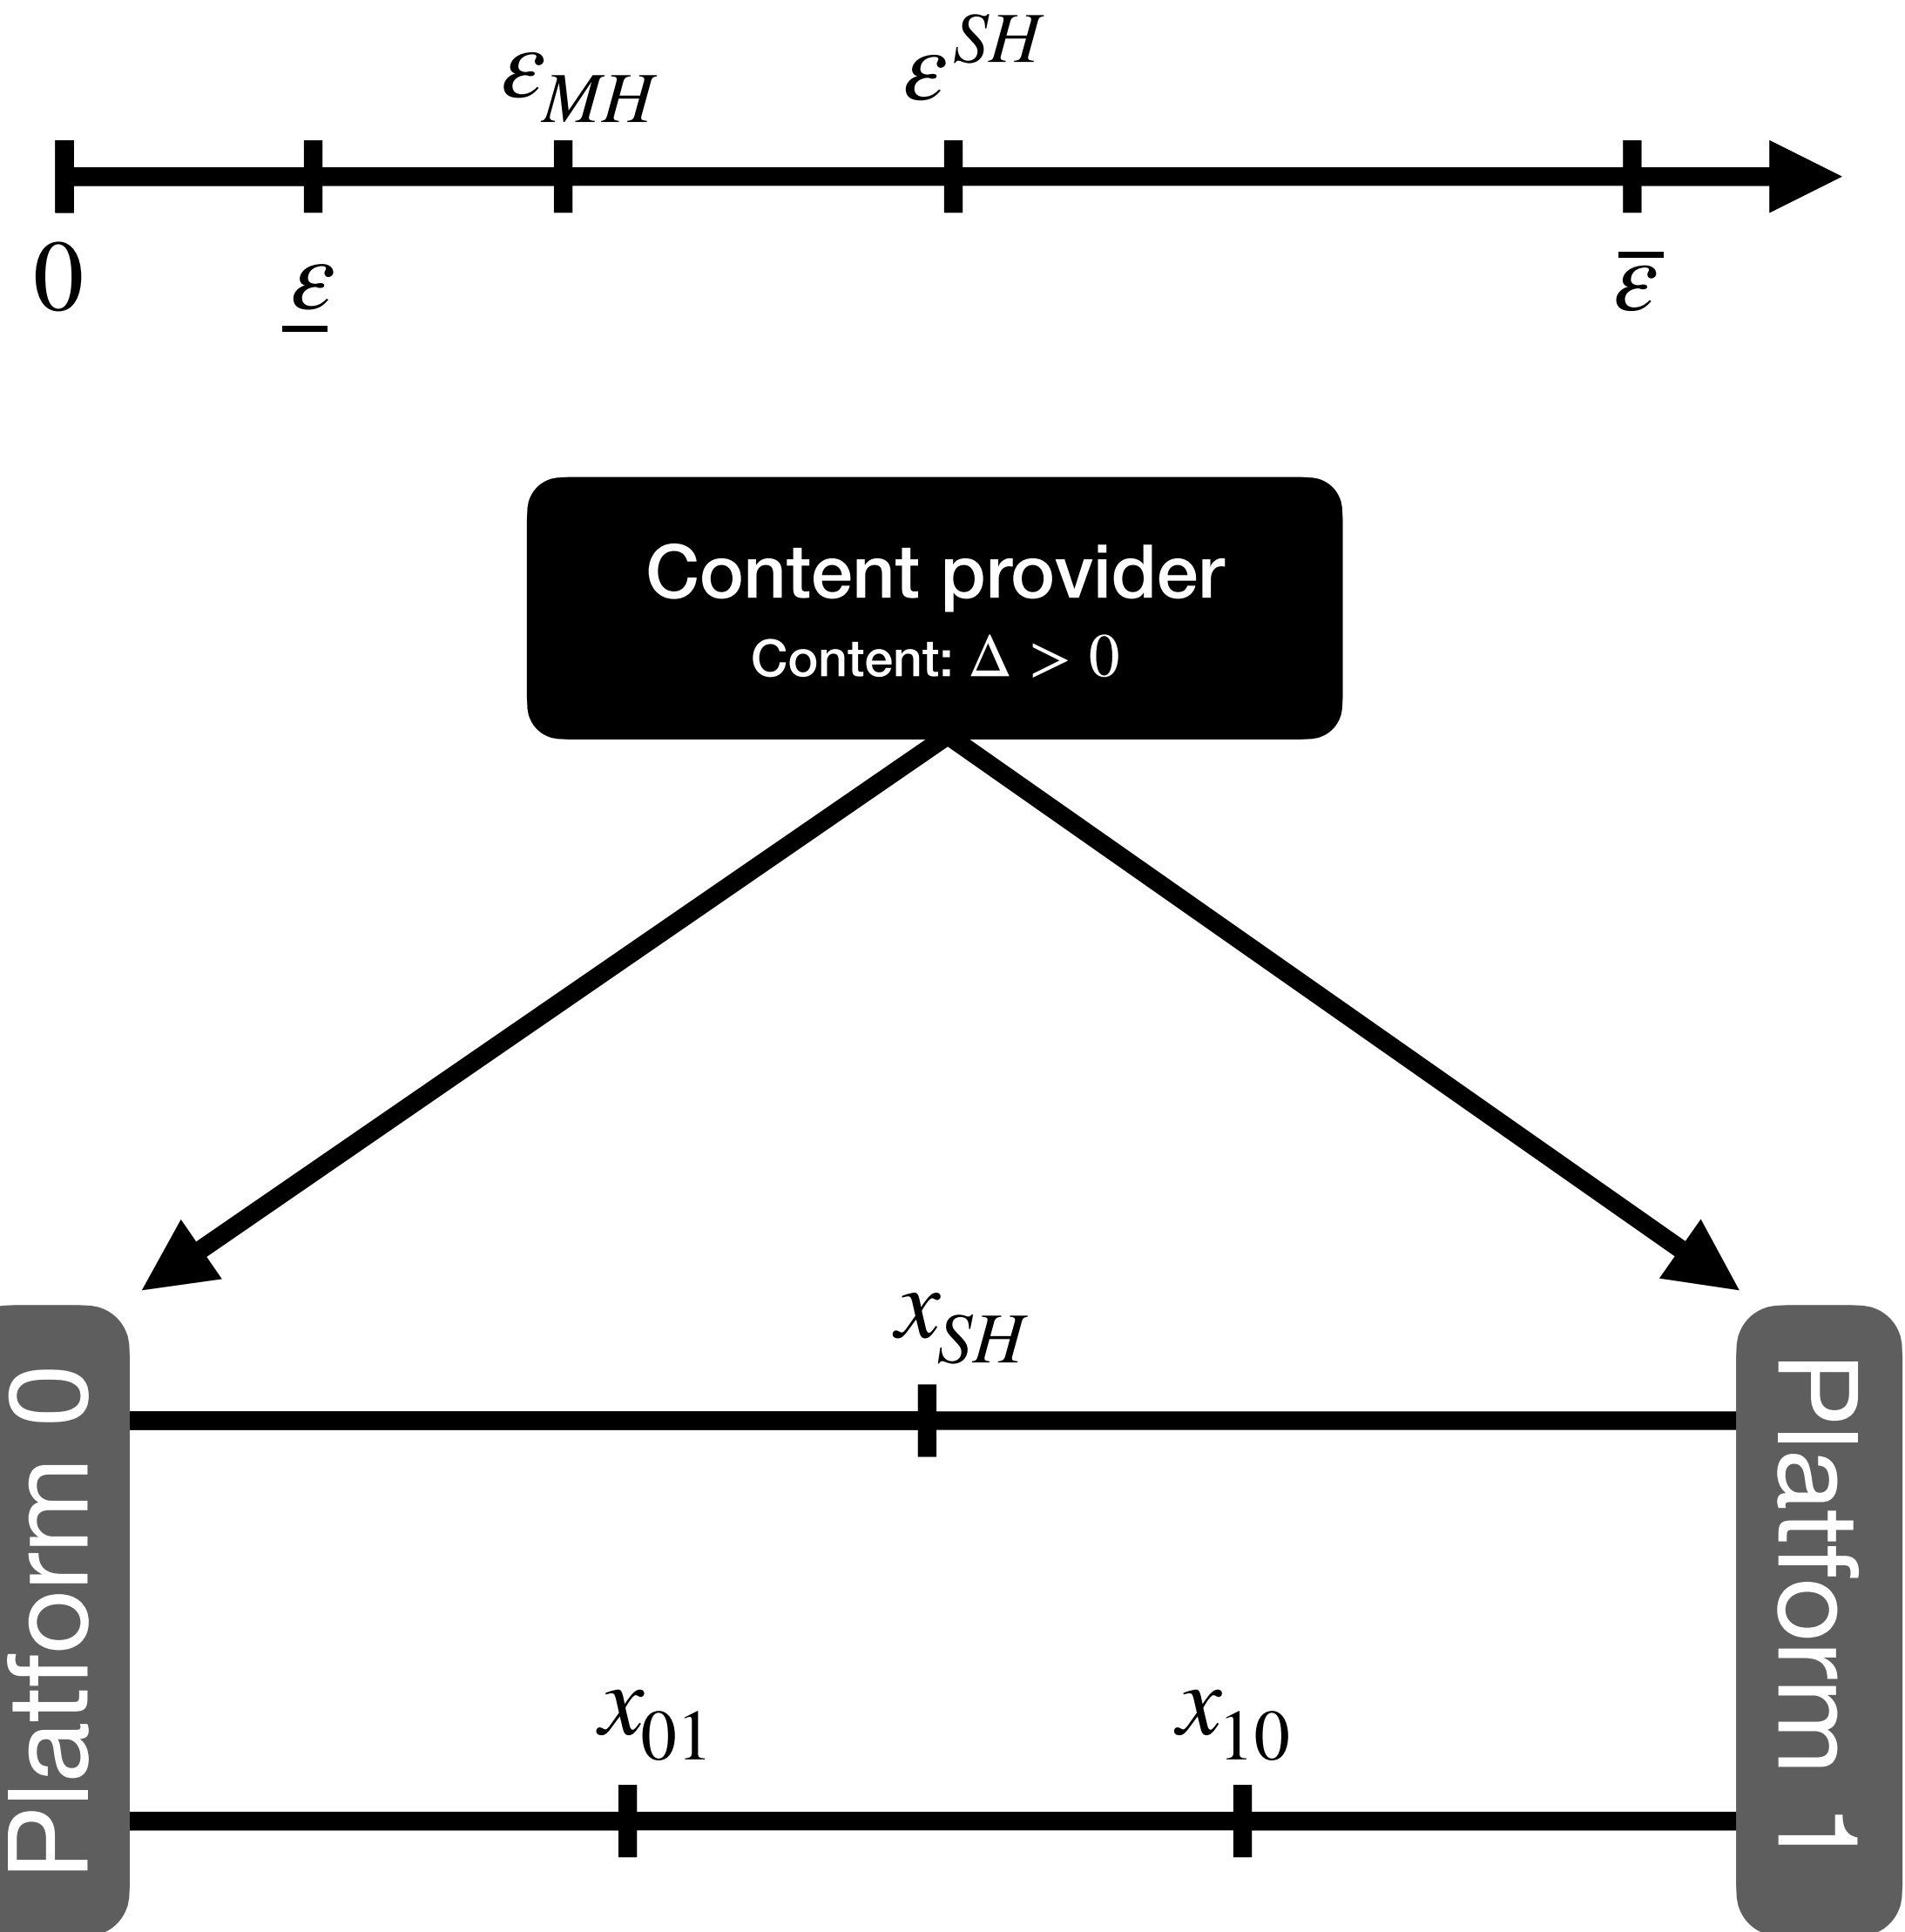 ε_MH ε^SH
0 ε̲ ε̅
Content provider
Content: Δ > 0
x_SH
Platform 0
Platform 1
x_01 x_10